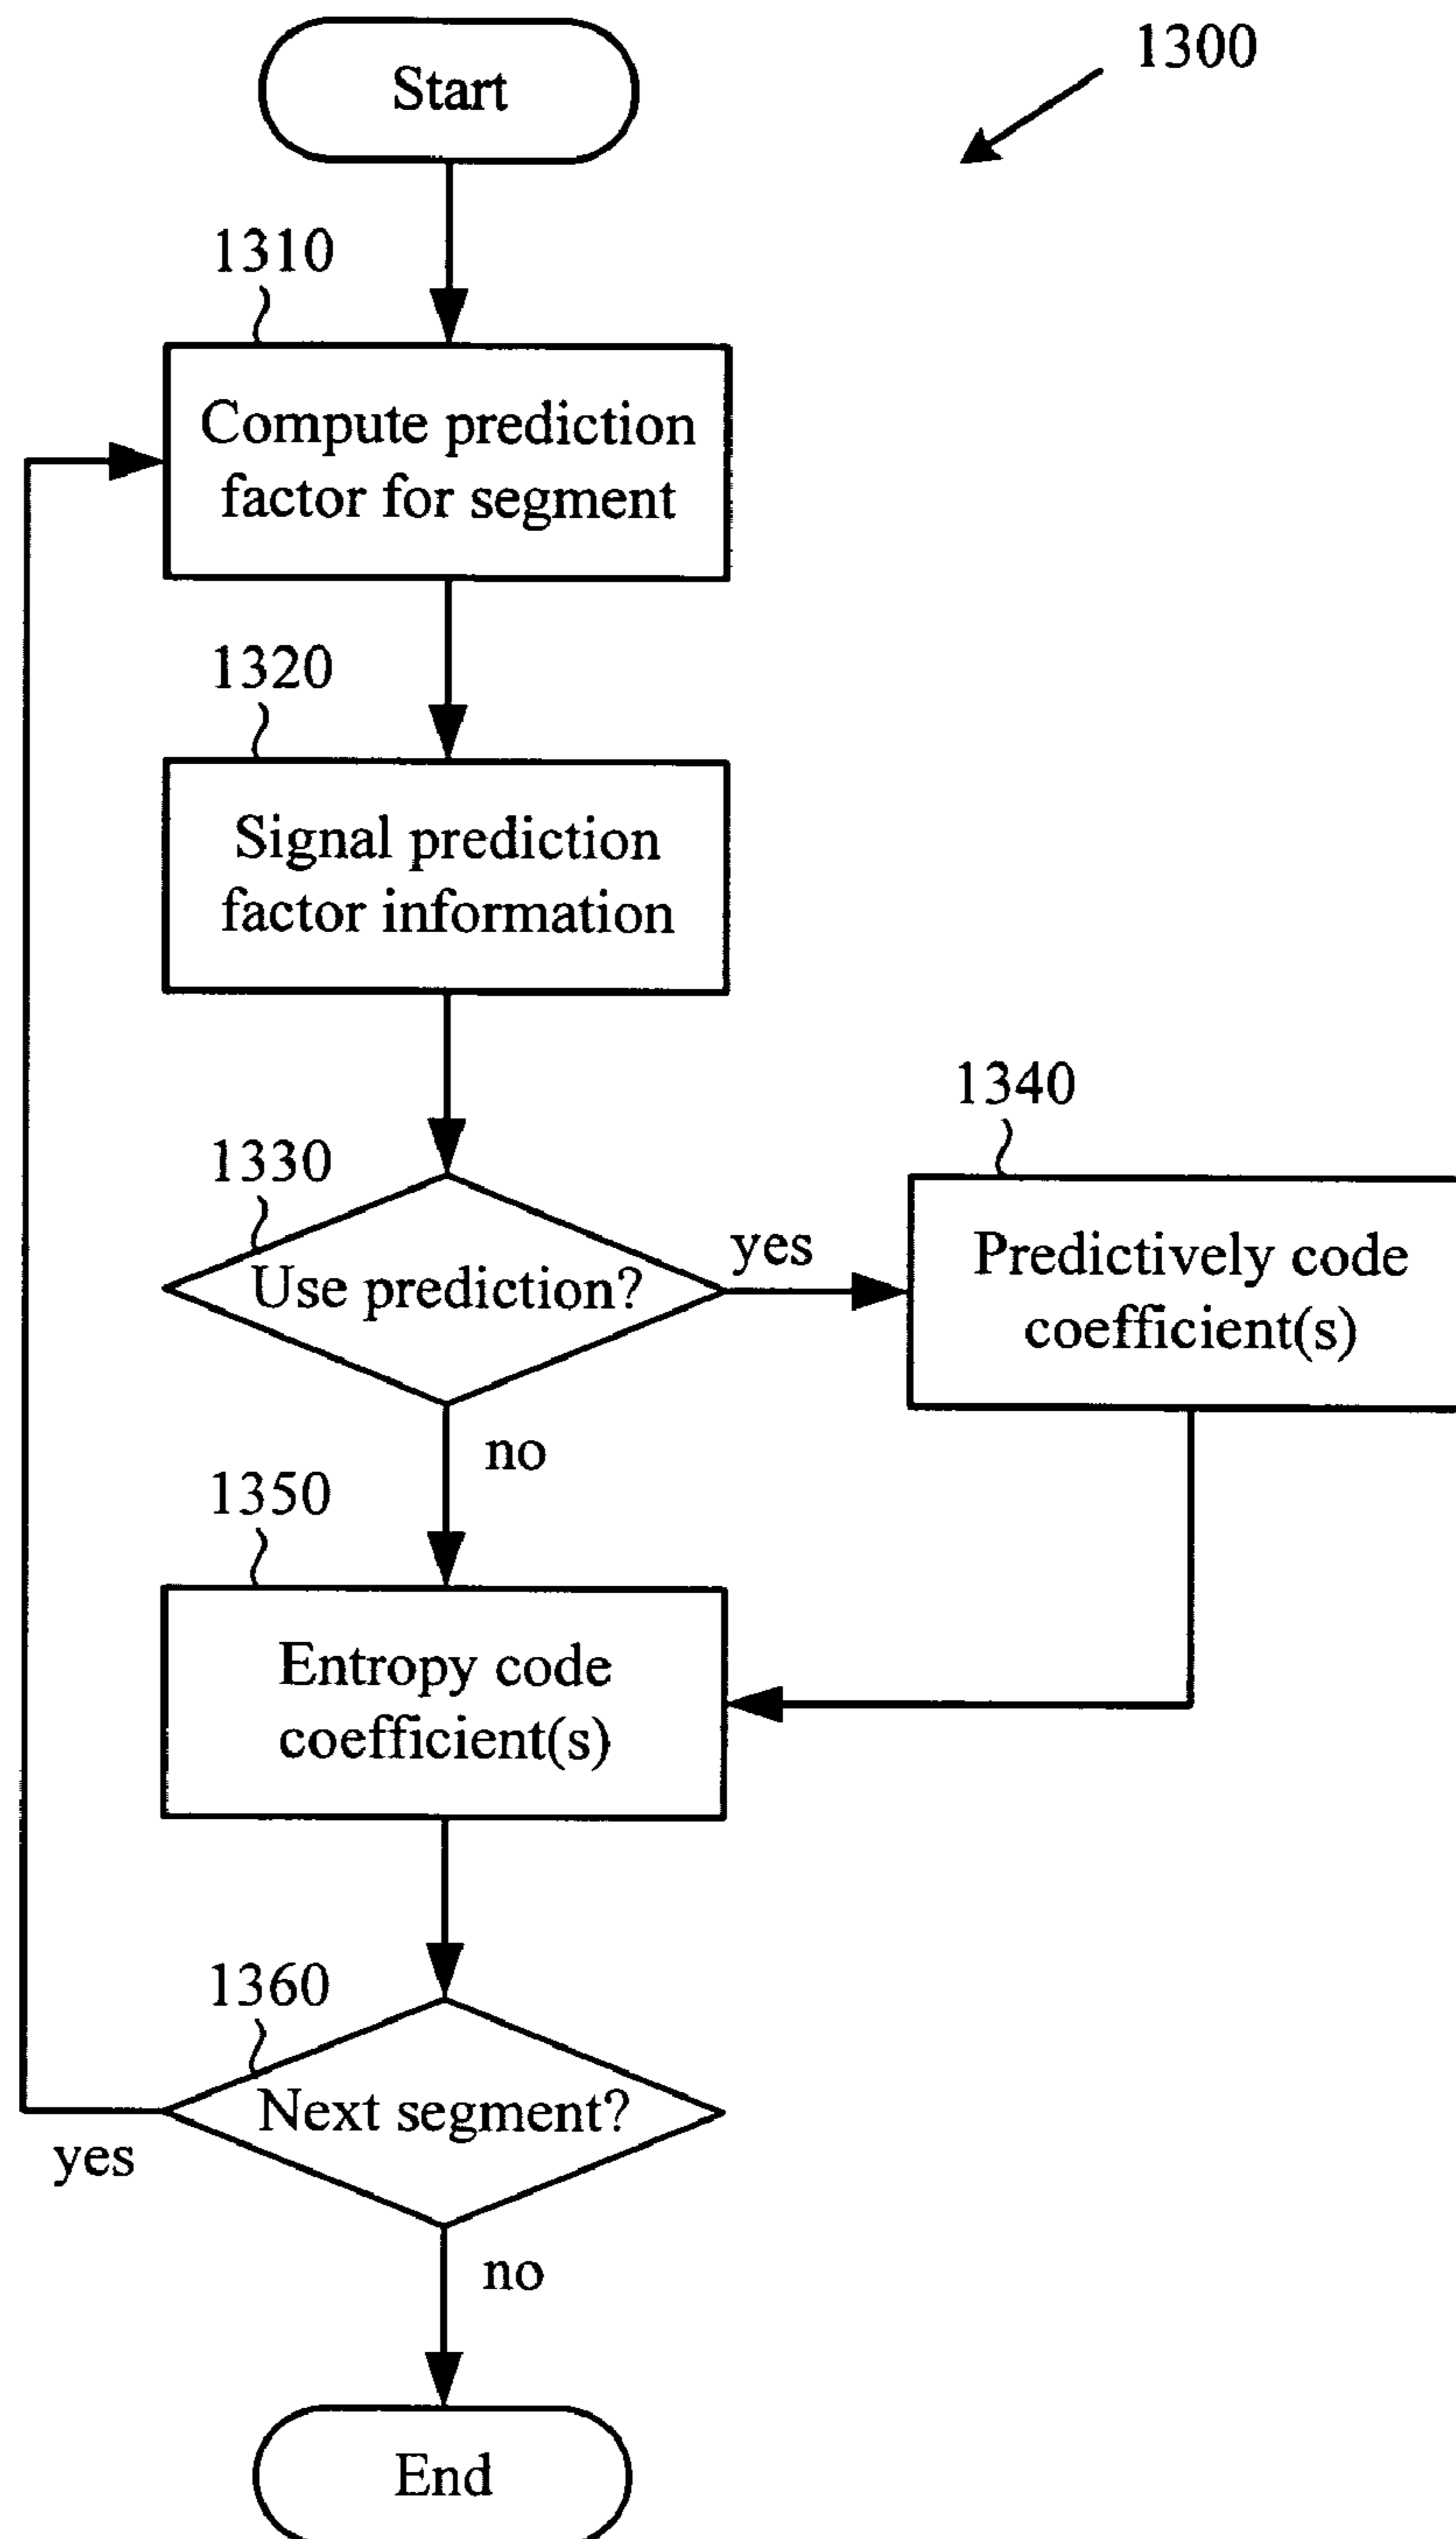 1300
Start
1310
Compute prediction
factor for segment
1320
Signal prediction
factor information
1330
Use prediction?
yes
1340
Predictively code
coefficient(s)
no
1350
Entropy code
coefficient(s)
1360
Next segment?
yes
no
End